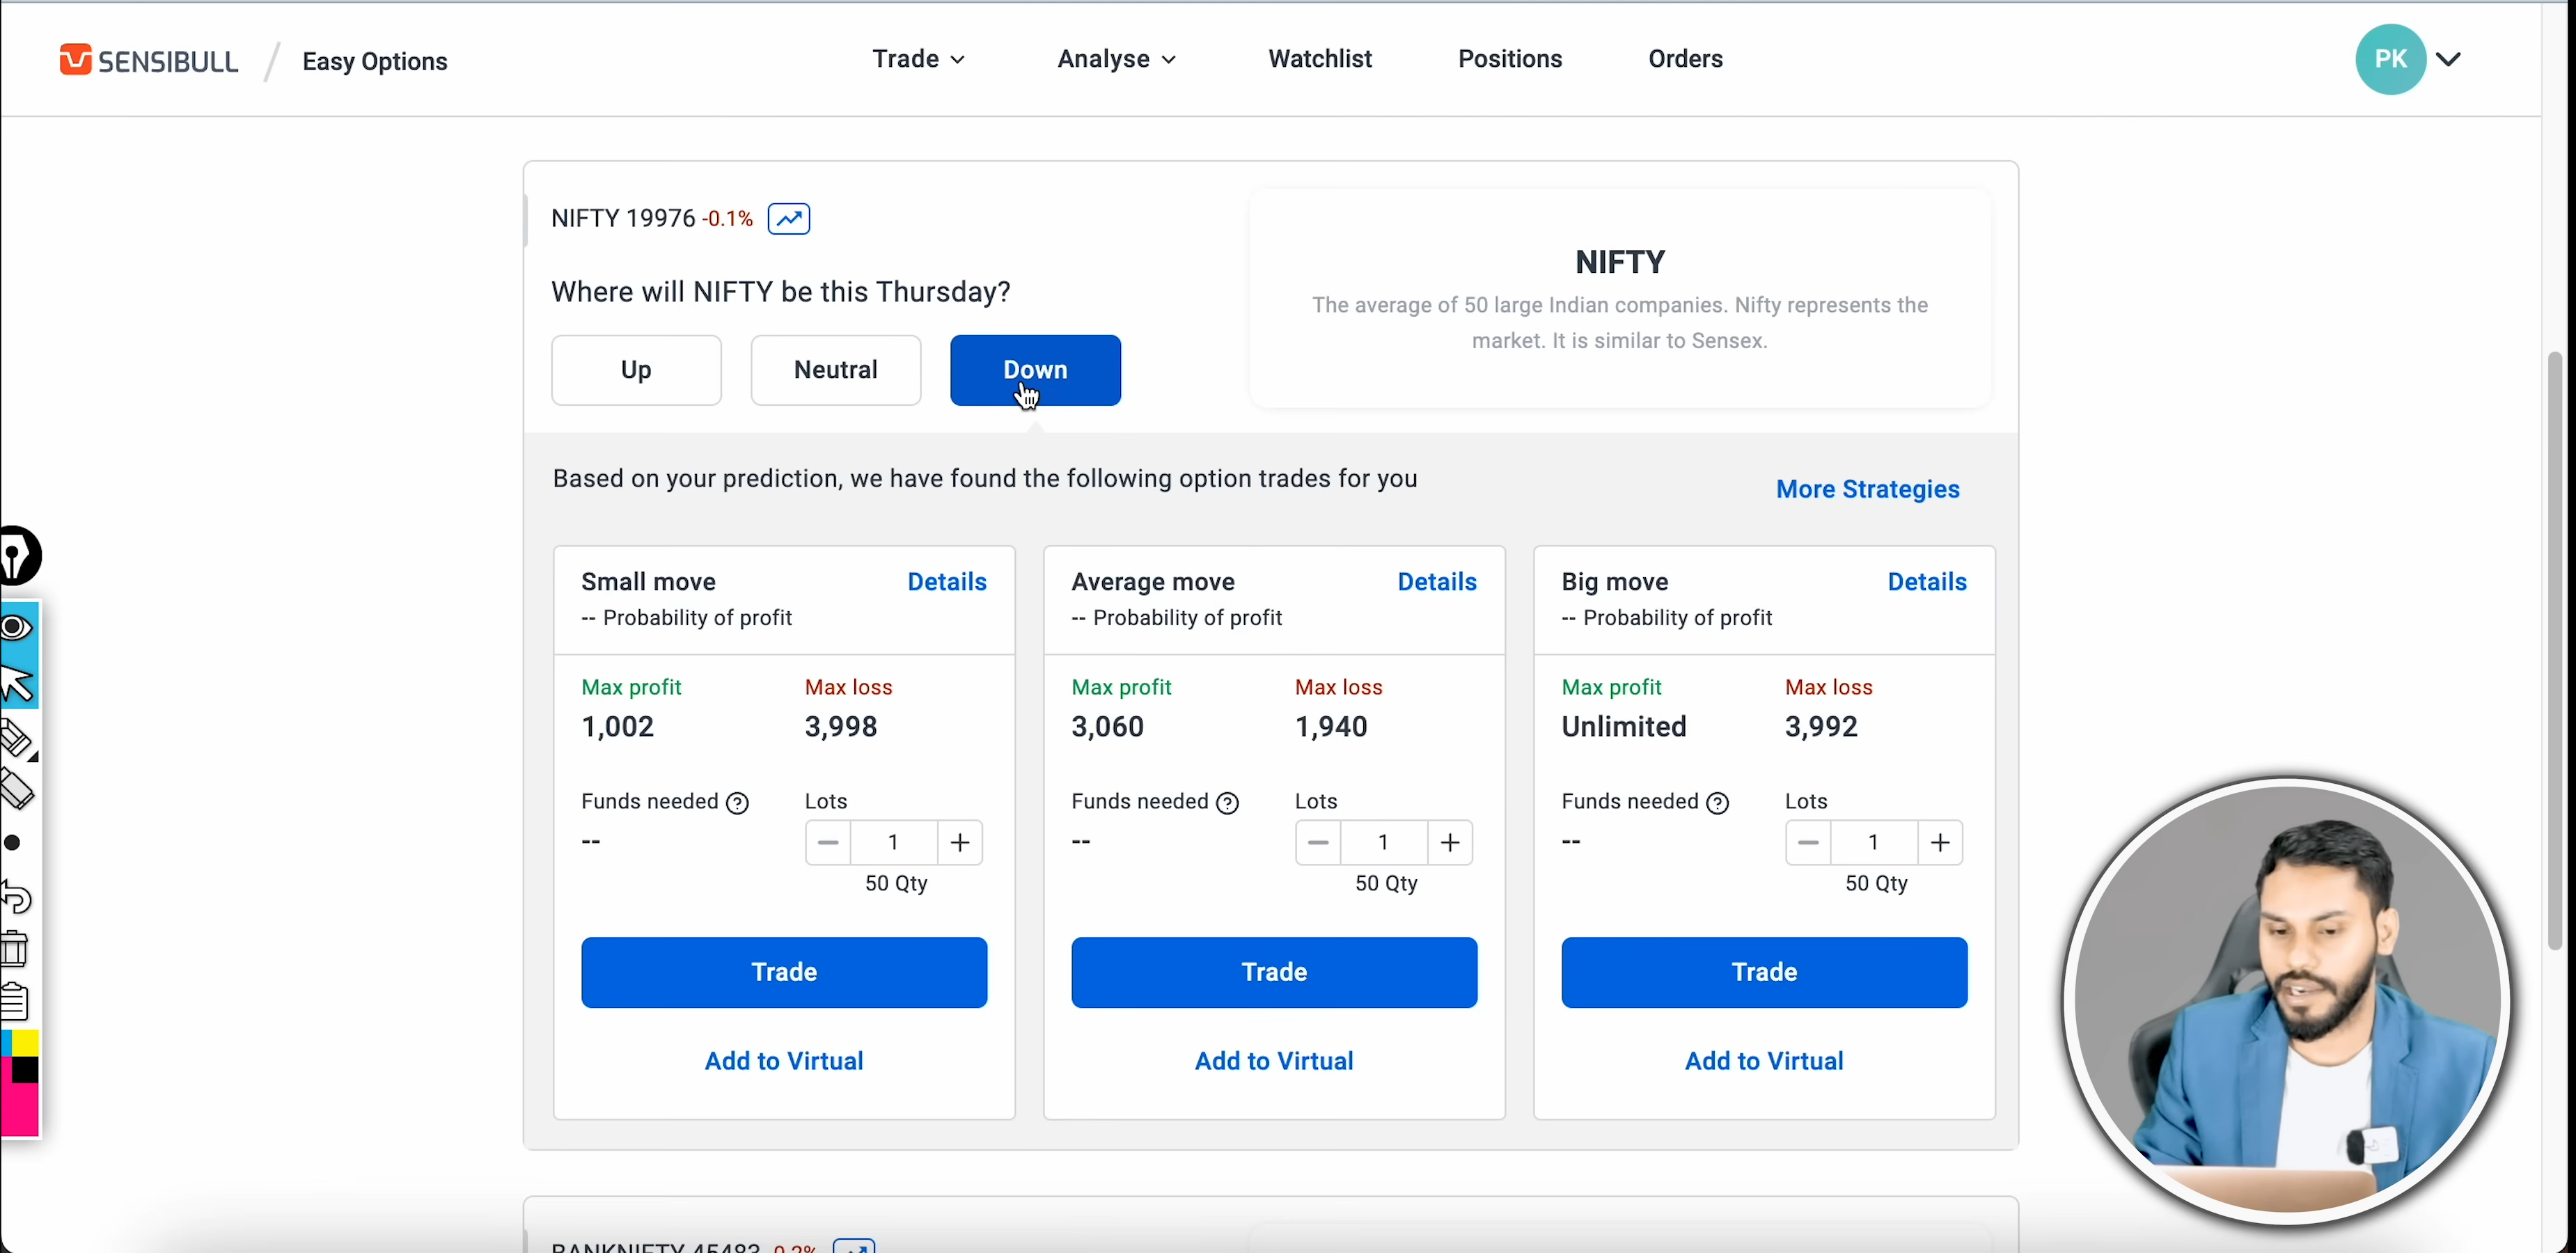 SENSIBULL / Easy Options
Trade
Analyse
Watchlist
Positions
Orders
PK
NIFTY 19976 -0.1%
Where will NIFTY be this Thursday?
Up
Neutral
Down
NIFTY
The average of 50 large Indian companies. Nifty represents the
market. It is similar to Sensex.
Based on your prediction, we have found the following option trades for you
More Strategies
Small move
Details
-- Probability of profit
Max profit
Max loss
1,002
3,998
Funds needed ?
Lots
--
− 1 +
50 Qty
Trade
Add to Virtual
Average move
Details
-- Probability of profit
Max profit
Max loss
3,060
1,940
Funds needed ?
Lots
--
− 1 +
50 Qty
Trade
Add to Virtual
Big move
Details
-- Probability of profit
Max profit
Max loss
Unlimited
3,992
Funds needed ?
Lots
--
− 1 +
50 Qty
Trade
Add to Virtual
BANKNIFTY 45483 -0.2%